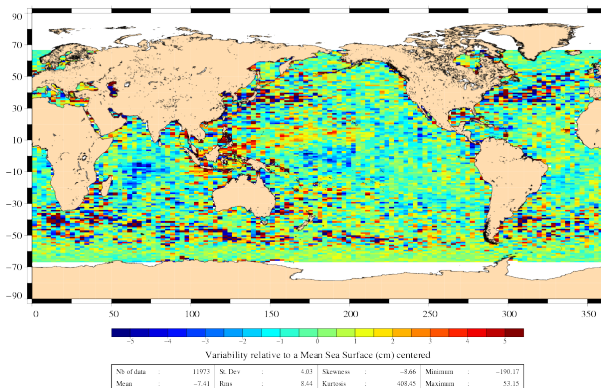 90
70
50
30
10
−10
−30
−50
−70
−90
0 50 100 150 200 250 300 350
−5 −4 −3 −2 −1 0 1 2 3 4 5
Variability relative to a Mean Sea Surface (cm) centered
Nb of data : 11973 St. Dev : 4.03 Skewness : −8.66 Minimum : −190.17
Mean : −7.41 Rms : 8.44 Kurtosis : 408.45 Maximum : 53.15